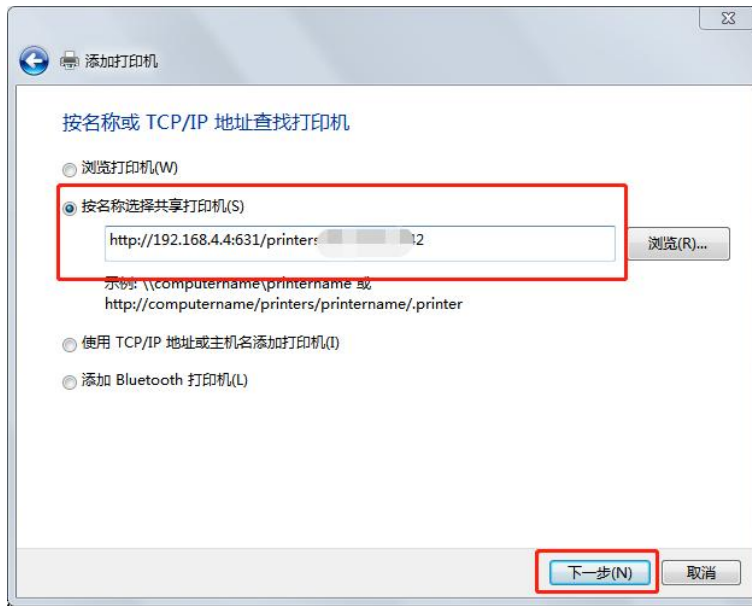 添加打印机
按名称或 TCP/IP 地址查找打印机
浏览打印机(W)
按名称选择共享打印机(S)
http://192.168.4.4:631/printers
浏览(R)...
示例: \\computername\printername 或
http://computername/printers/printername/.printer
使用 TCP/IP 地址或主机名添加打印机(I)
添加 Bluetooth 打印机(L)
下一步(N)
取消